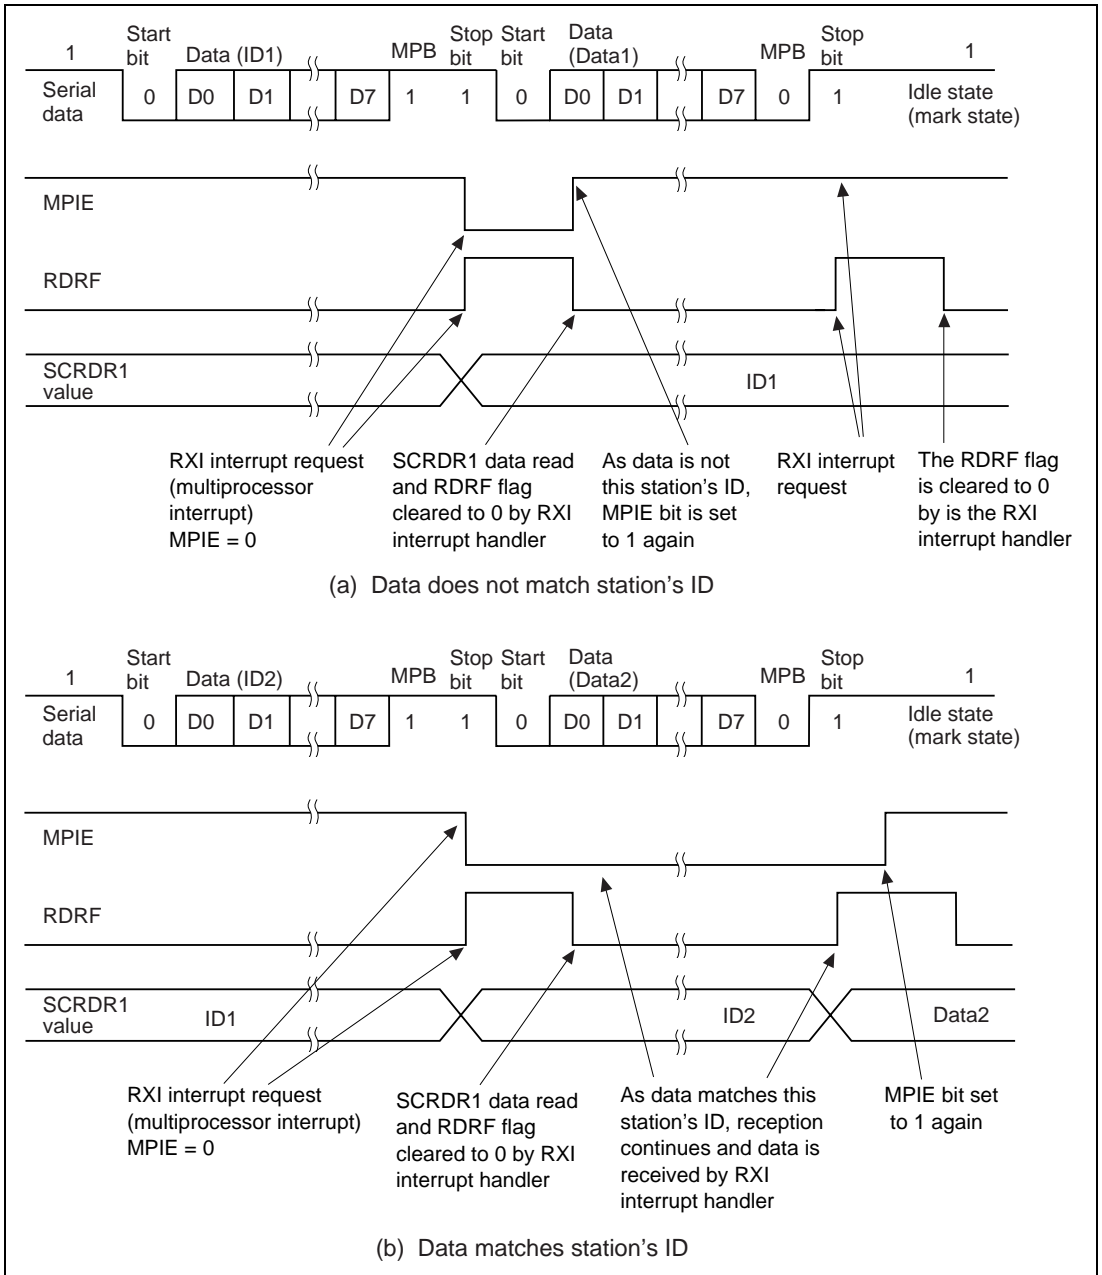 1 Start bit Data (ID1) MPB Stop bit Start bit Data (Data1) MPB Stop bit 1
Serial data 0 D0 D1 D7 1 1 0 D0 D1 D7 0 1 Idle state (mark state)
MPIE
RDRF
SCRDR1 value
ID1
RXI interrupt request
(multiprocessor
interrupt)
MPIE = 0
SCRDR1 data read
and RDRF flag
cleared to 0 by RXI
interrupt handler
As data is not
this station's ID,
MPIE bit is set
to 1 again
RXI interrupt
request
The RDRF flag
is cleared to 0
by is the RXI
interrupt handler
(a) Data does not match station's ID
1 Start bit Data (ID2) MPB Stop bit Start bit Data (Data2) MPB Stop bit 1
Serial data 0 D0 D1 D7 1 1 0 D0 D1 D7 0 1 Idle state (mark state)
MPIE
RDRF
SCRDR1 value
ID1
ID2
Data2
RXI interrupt request
(multiprocessor interrupt)
MPIE = 0
SCRDR1 data read
and RDRF flag
cleared to 0 by RXI
interrupt handler
As data matches this
station's ID, reception
continues and data is
received by RXI
interrupt handler
MPIE bit set
to 1 again
(b) Data matches station's ID